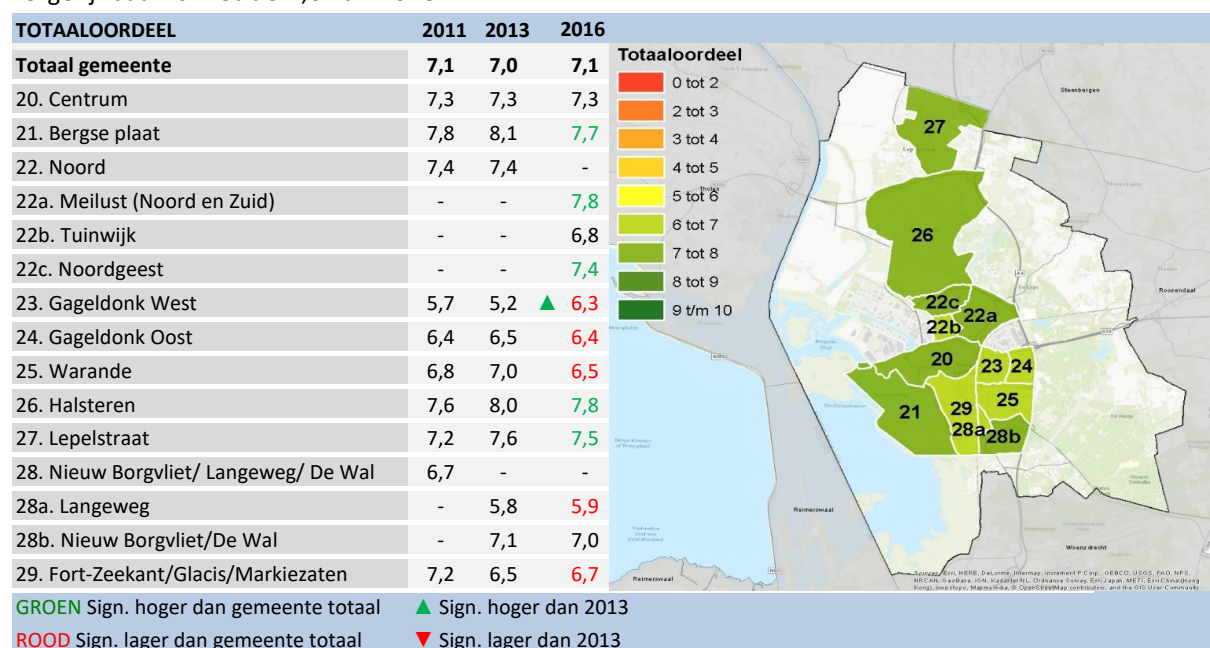 TOTAALOORDEEL 2011 2013 2016
Totaal gemeente 7,1 7,0 7,1
20. Centrum 7,3 7,3 7,3
21. Bergse plaat 7,8 8,1 7,7
22. Noord 7,4 7,4 -
22a. Meilust (Noord en Zuid) - - 7,8
22b. Tuinwijk - - 6,8
22c. Noordgeest - - 7,4
23. Gageldonk West 5,7 5,2 ▲ 6,3
24. Gageldonk Oost 6,4 6,5 6,4
25. Warande 6,8 7,0 6,5
26. Halsteren 7,6 8,0 7,8
27. Lepelstraat 7,2 7,6 7,5
28. Nieuw Borgvliet/ Langeweg/ De Wal 6,7 - -
28a. Langeweg - 5,8 5,9
28b. Nieuw Borgvliet/De Wal - 7,1 7,0
29. Fort-Zeekant/Glacis/Markiezaten 7,2 6,5 6,7
GROEN Sign. hoger dan gemeente totaal ▲ Sign. hoger dan 2013
ROOD Sign. lager dan gemeente totaal ▼ Sign. lager dan 2013
Totaaloordeel
0 tot 2
2 tot 3
3 tot 4
4 tot 5
5 tot 6
6 tot 7
7 tot 8
8 tot 9
9 t/m 10
Steenbergen
27
Tholen
26
A4
Roosendaal
22c
22a
22b
20
23 24
25
21
29
28a
28b
Reimerswaal
Woensdrecht
Reimerswaal